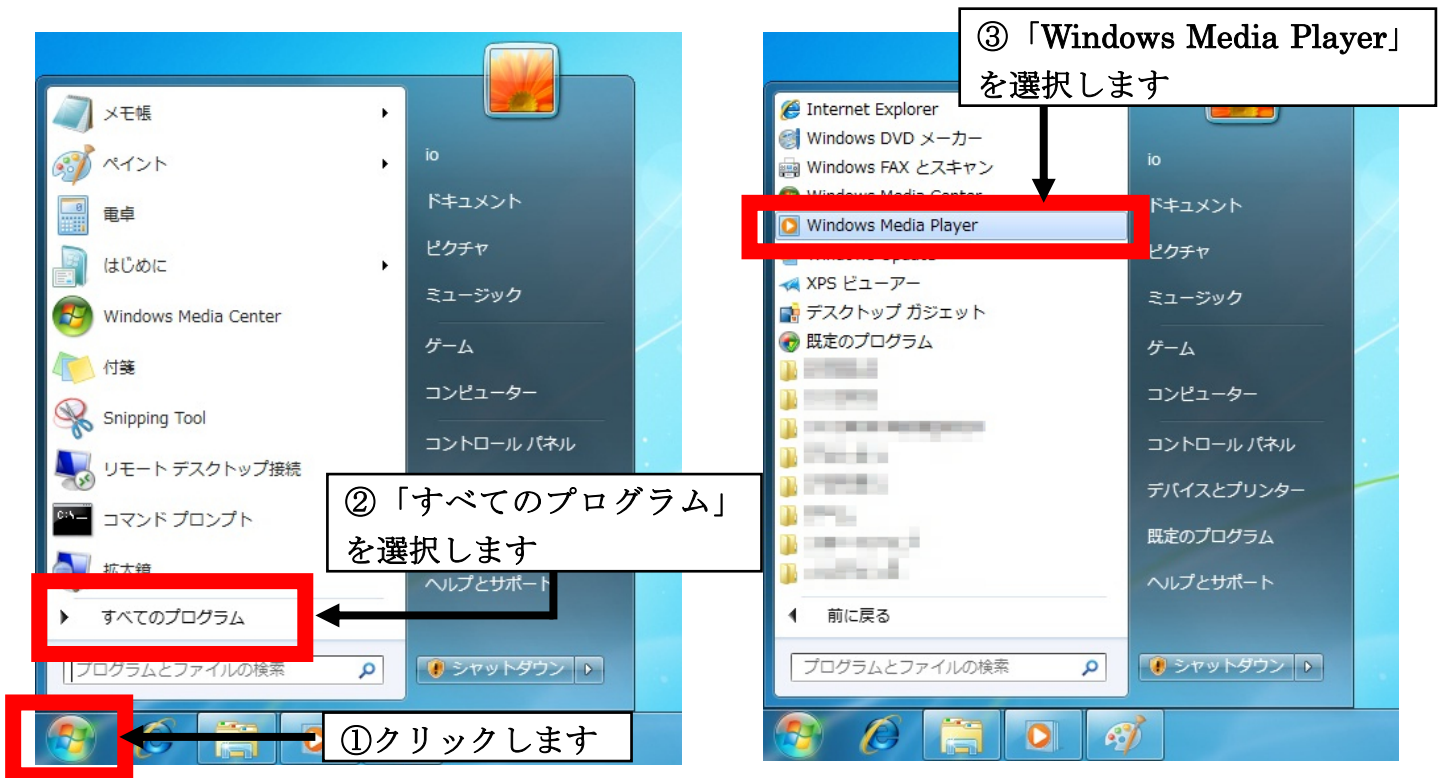 メモ帳
ペイント
電卓
はじめに
Windows Media Center
付箋
Snipping Tool
リモート デスクトップ接続
コマンド プロンプト
拡大鏡
すべてのプログラム
プログラムとファイルの検索
io
ドキュメント
ピクチャ
ミュージック
ゲーム
コンピューター
コントロール パネル
ヘルプとサポート
シャットダウン
②「すべてのプログラム」
を選択します
①クリックします
③「Windows Media Player」
を選択します
Internet Explorer
Windows DVD メーカー
Windows FAX とスキャン
Windows Media Center
Windows Media Player
Windows Update
XPS ビューアー
デスクトップ ガジェット
既定のプログラム
前に戻る
プログラムとファイルの検索
io
ドキュメント
ピクチャ
ミュージック
ゲーム
コンピューター
コントロール パネル
デバイスとプリンター
既定のプログラム
ヘルプとサポート
シャットダウン